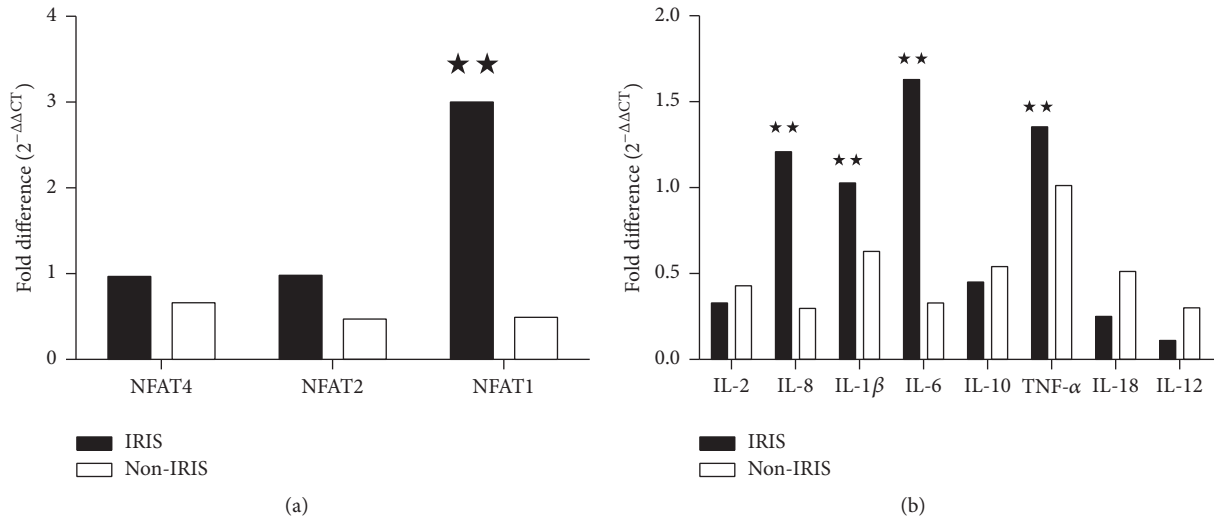 4
3
2
1
0
Fold difference (2^−ΔΔCT)
★★
NFAT4 NFAT2 NFAT1
IRIS
Non-IRIS
(a)
2.0
1.5
1.0
0.5
0.0
Fold difference (2^−ΔΔCT)
★★ ★★ ★★ ★★
IL-2 IL-8 IL-1β IL-6 IL-10 TNF-α IL-18 IL-12
IRIS
Non-IRIS
(b)